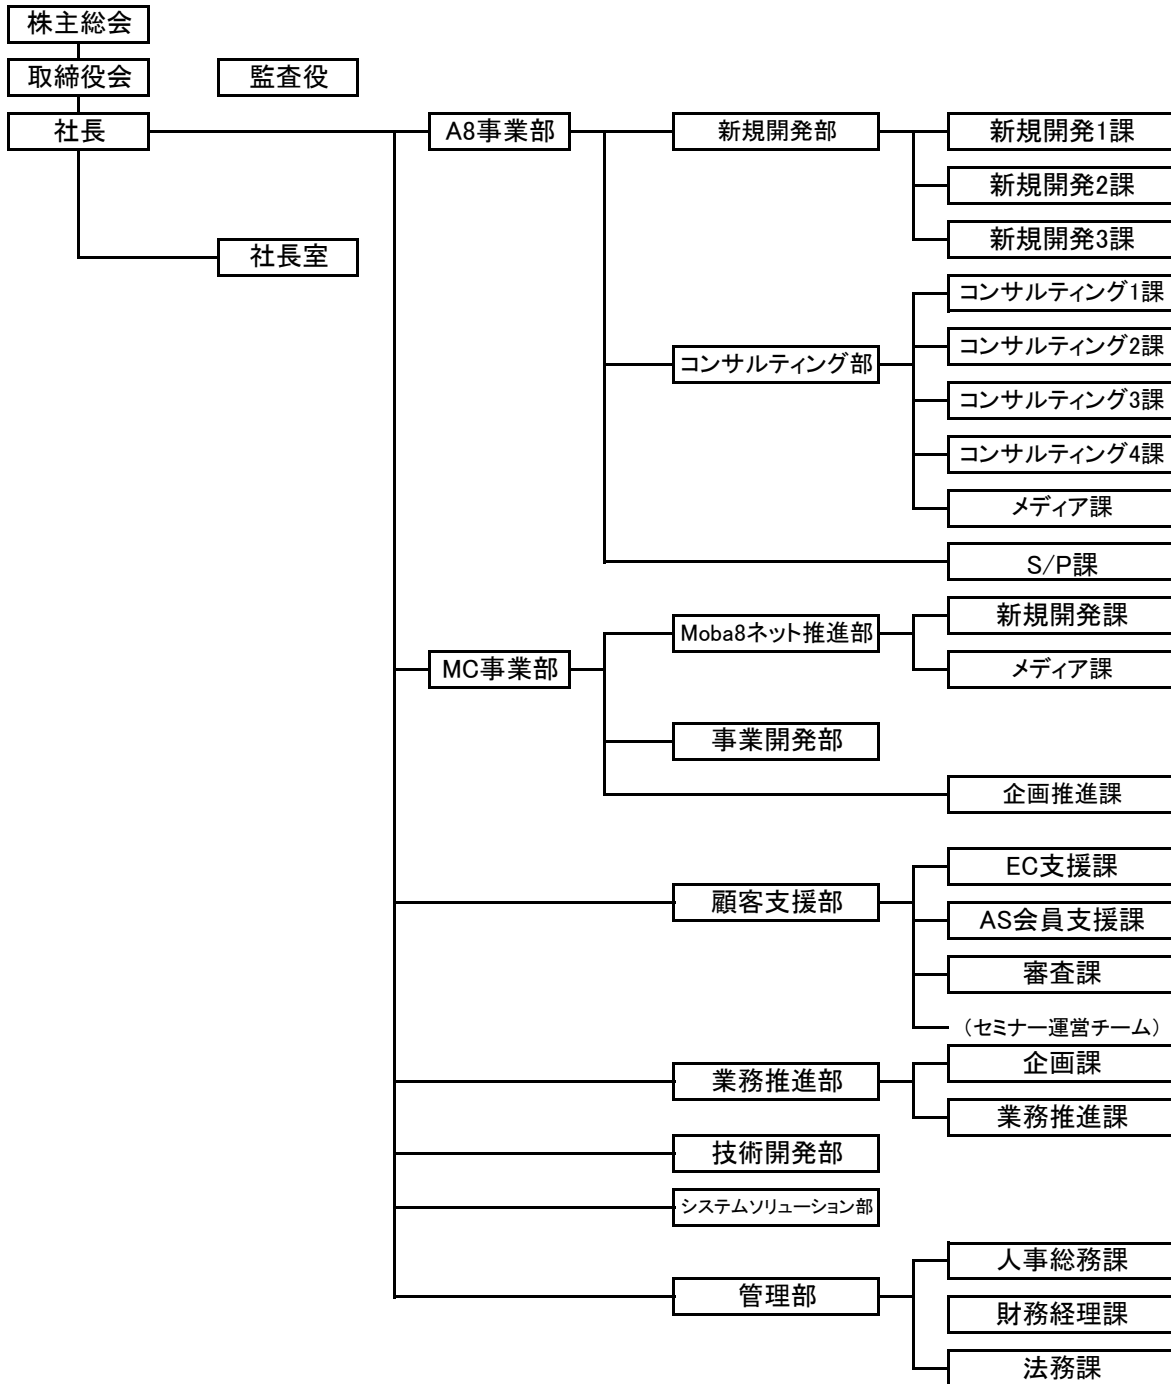 株主総会
取締役会
監査役
社長
A8事業部
新規開発部
新規開発1課
新規開発2課
新規開発3課
社長室
コンサルティング1課
コンサルティング2課
コンサルティング部
コンサルティング3課
コンサルティング4課
メディア課
S/P課
新規開発課
Moba8ネット推進部
MC事業部
メディア課
事業開発部
企画推進課
EC支援課
顧客支援部
AS会員支援課
審査課
(セミナー運営チーム)
企画課
業務推進部
業務推進課
技術開発部
システムソリューション部
人事総務課
管理部
財務経理課
法務課